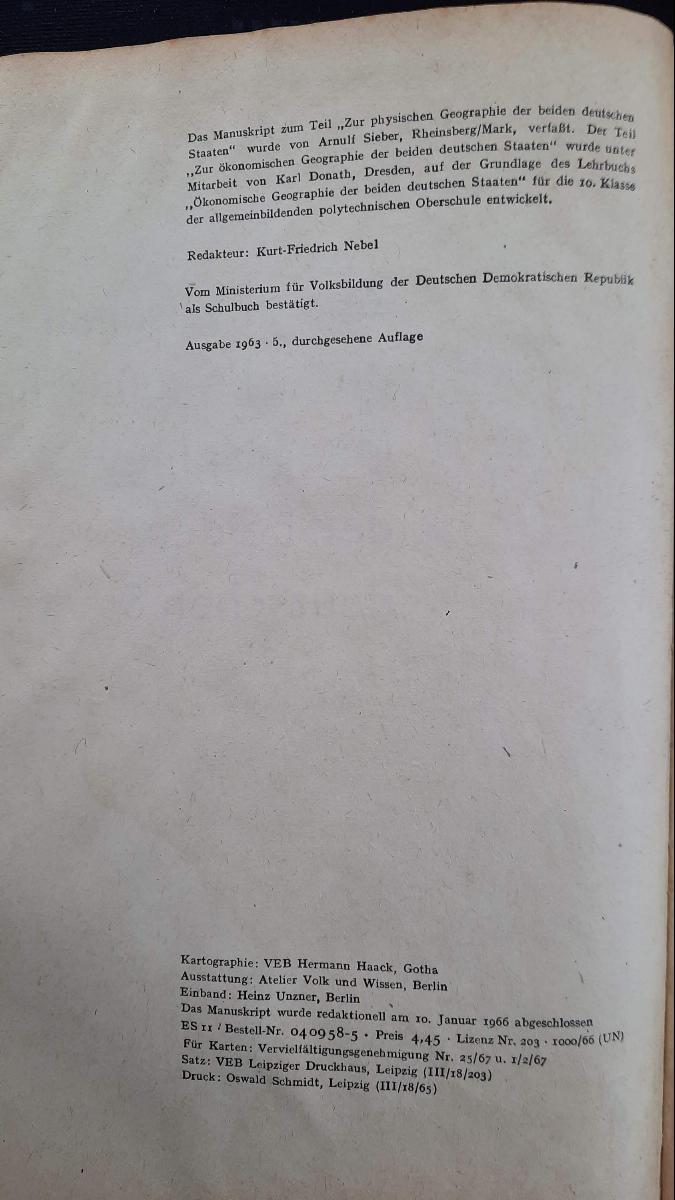 Das Manuskript zum Teil „Zur physischen Geographie der beiden deutschen
Staaten“ wurde von Arnulf Sieber, Rheinsberg/Mark, verfaßt. Der Teil
„Zur ökonomischen Geographie der beiden deutschen Staaten“ wurde unter
Mitarbeit von Karl Donath, Dresden, auf der Grundlage des Lehrbuchs
„Ökonomische Geographie der beiden deutschen Staaten“ für die 10. Klasse
der allgemeinbildenden polytechnischen Oberschule entwickelt.
Redakteur: Kurt-Friedrich Nebel
Vom Ministerium für Volksbildung der Deutschen Demokratischen Republik
als Schulbuch bestätigt.
Ausgabe 1963 · 5., durchgesehene Auflage
Kartographie: VEB Hermann Haack, Gotha
Ausstattung: Atelier Volk und Wissen, Berlin
Einband: Heinz Unzner, Berlin
Das Manuskript wurde redaktionell am 10. Januar 1966 abgeschlossen
ES 11 / Bestell-Nr. 040958-5 · Preis 4,45 · Lizenz Nr. 203 · 1000/66 (UN)
Für Karten: Vervielfältigungsgenehmigung Nr. 25/67 u. 1/2/67
Satz: VEB Leipziger Druckhaus, Leipzig (III/18/203)
Druck: Oswald Schmidt, Leipzig (III/18/65)